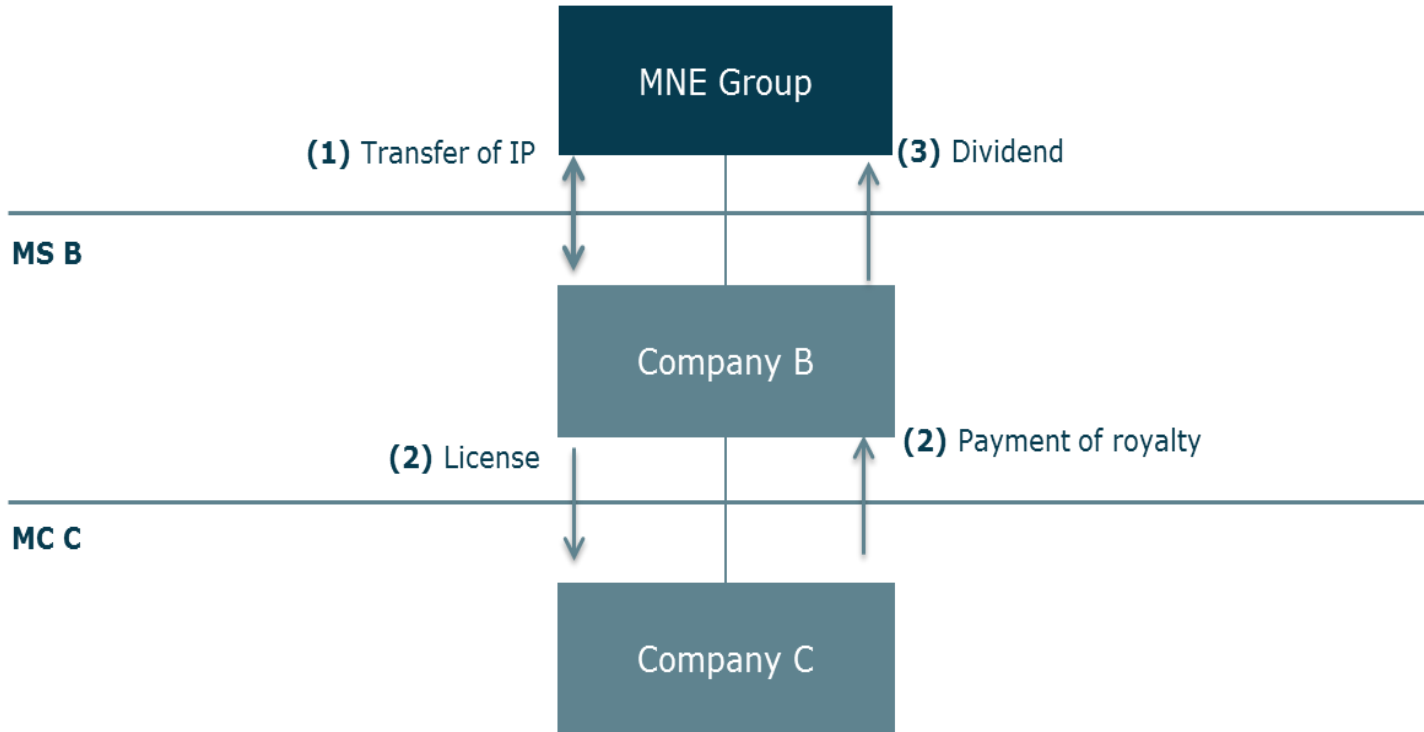 MNE Group
(1) Transfer of IP
(3) Dividend
MS B
Company B
(2) License
(2) Payment of royalty
MC C
Company C